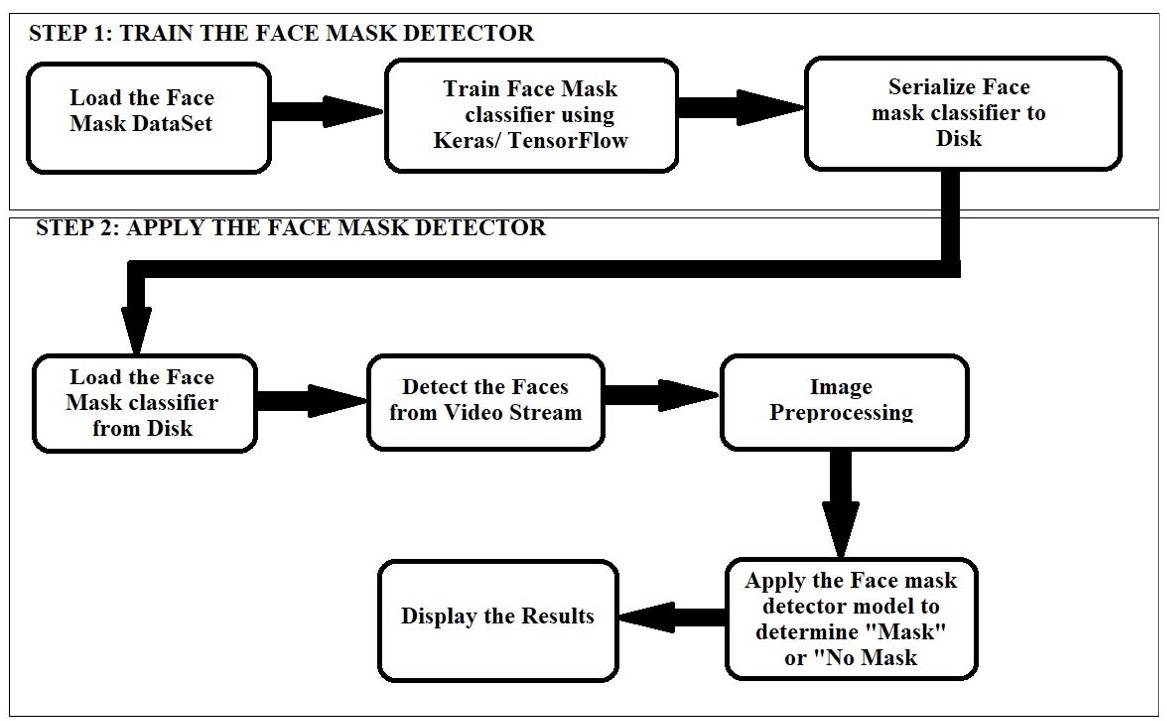 STEP 1: TRAIN THE FACE MASK DETECTOR
Load the Face
Mask DataSet
Train Face Mask
classifier using
Keras/ TensorFlow
Serialize Face
mask classifier to
Disk
STEP 2: APPLY THE FACE MASK DETECTOR
Load the Face
Mask classifier
from Disk
Detect the Faces
from Video Stream
Image
Preprocessing
Apply the Face mask
detector model to
determine "Mask"
or "No Mask
Display the Results